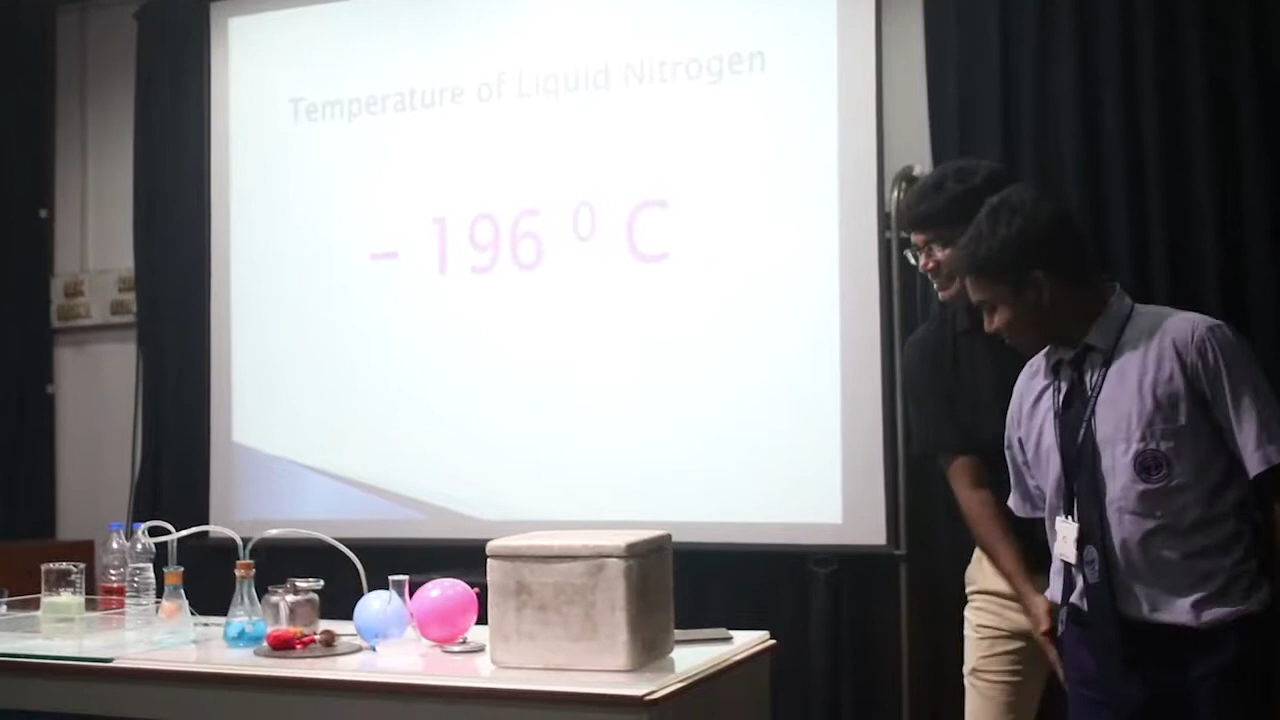 Temperature of Liquid Nitrogen
– 196 ⁰ C